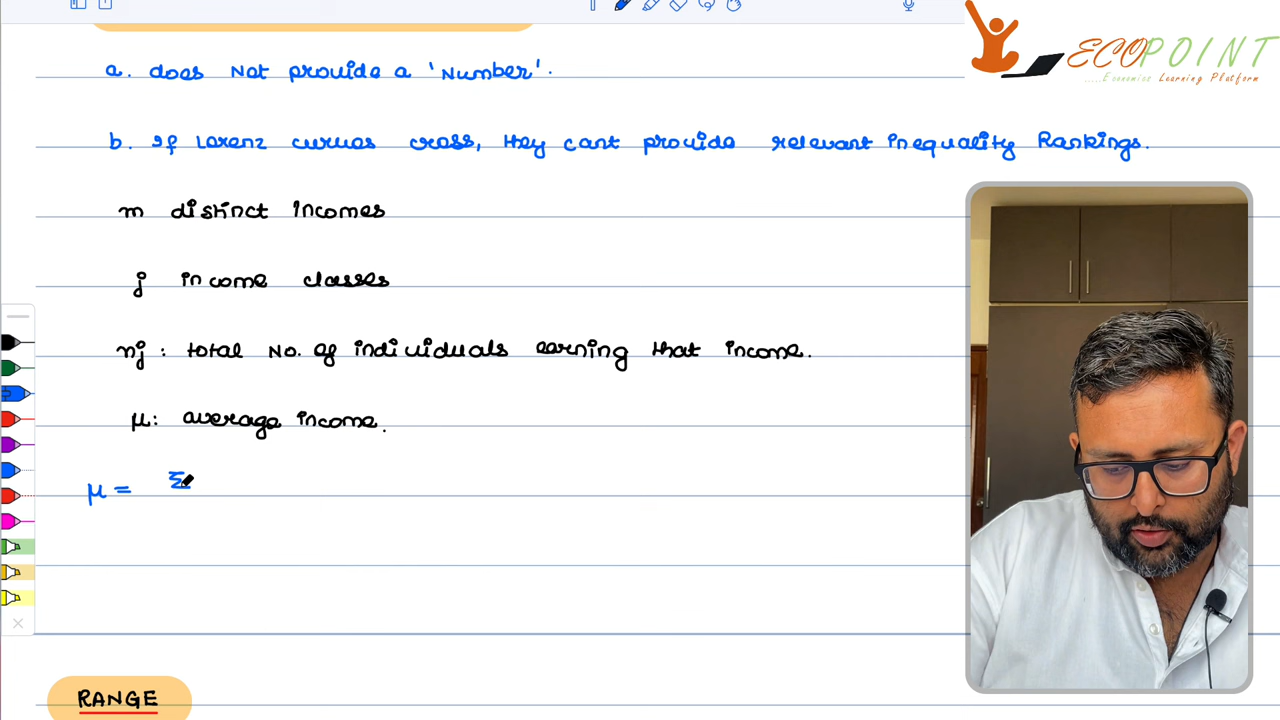 ECOPOINT
.....Economics Learning Platform
a. does Not provide a 'Number'.
b. If Lorenz curves cross, they cant provide relevant inequality Rankings.
m distinct Incomes
j income classes
nj : total No. of individuals earning that income.
μ: average income.
μ = Σ
RANGE